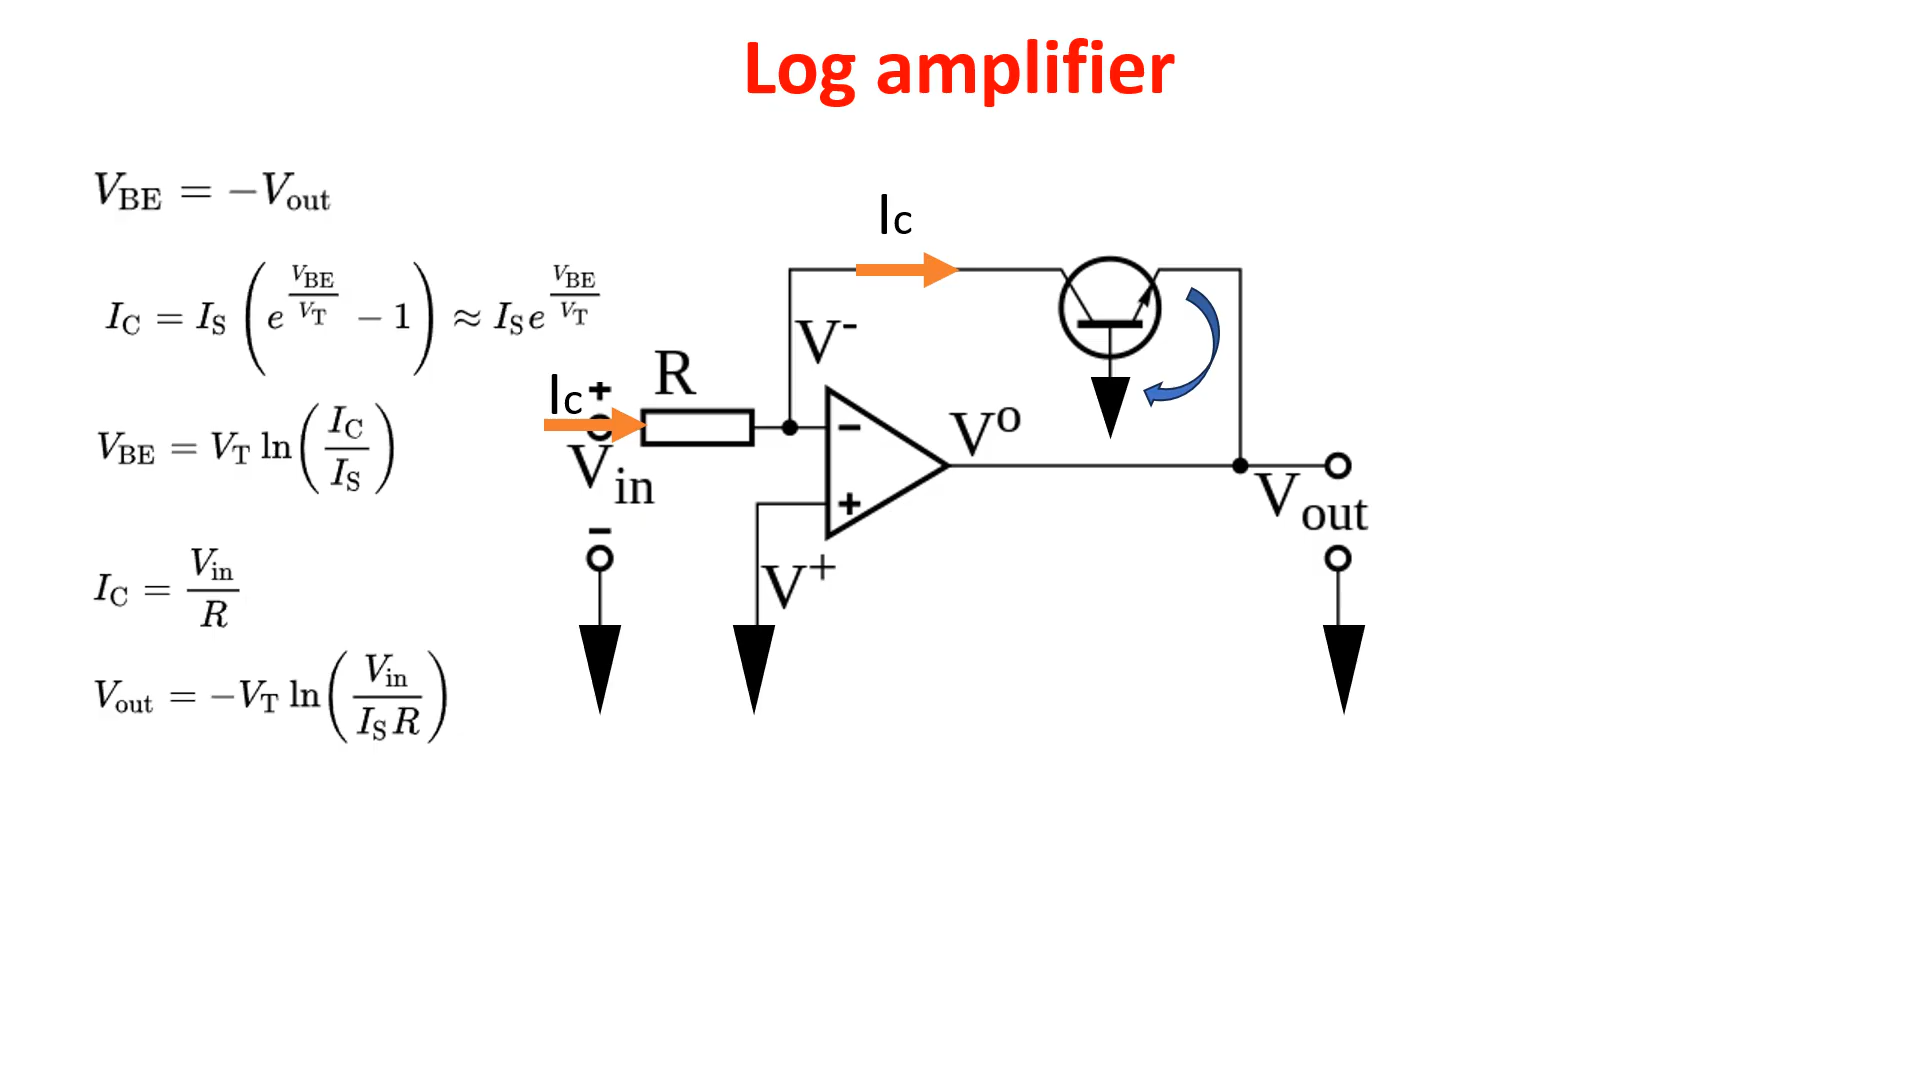 Log amplifier
V_BE = −V_out
I_C = I_S ( e^(V_BE/V_T) − 1 ) ≈ I_S e^(V_BE/V_T)
V_BE = V_T ln( I_C / I_S )
I_C = V_in / R
V_out = −V_T ln( V_in / (I_S R) )
Ic
V-
R
Ic
+
V_in
−
−
+
V^o
V^+
V_out